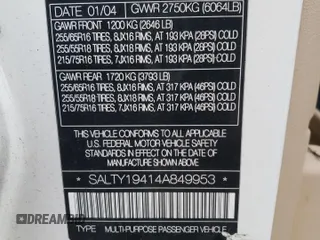 DATE 01/04 GVWR 2750KG (6064LB)
GAWR FRONT 1200 KG (2646 LB)
255/65R16 TIRES, 8JX16 RIMS, AT 193 KPA (28PSI) COLD
255/55R18 TIRES, 8JX18 RIMS, AT 193 KPA (28PSI) COLD
215/75R16 TIRES, 7JX16 RIMS, AT 193 KPA (28PSI) COLD
GAWR REAR 1720 KG (3793 LB)
255/65R16 TIRES, 8JX16 RIMS, AT 317 KPA (46PSI) COLD
255/55R18 TIRES, 8JX18 RIMS, AT 317 KPA (46PSI) COLD
215/75R16 TIRES, 7JX16 RIMS, AT 317 KPA (46PSI) COLD
THIS VEHICLE CONFORMS TO ALL APPLICABLE
U.S. FEDERAL MOTOR VEHICLE SAFETY
STANDARDS IN EFFECT ON THE DATE OF
MANUFACTURE SHOWN ABOVE.
* SALTY19414A849953 *
TYPE OF VEHICLE
MULTI-PURPOSE PASSENGER VEHICLE
DREAMBID